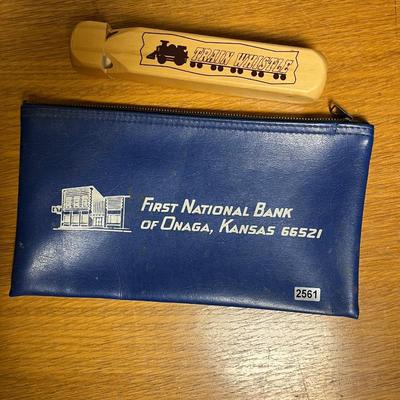 TRAIN WHISTLE
FIRST NATIONAL BANK
OF ONAGA, KANSAS 66521
2561